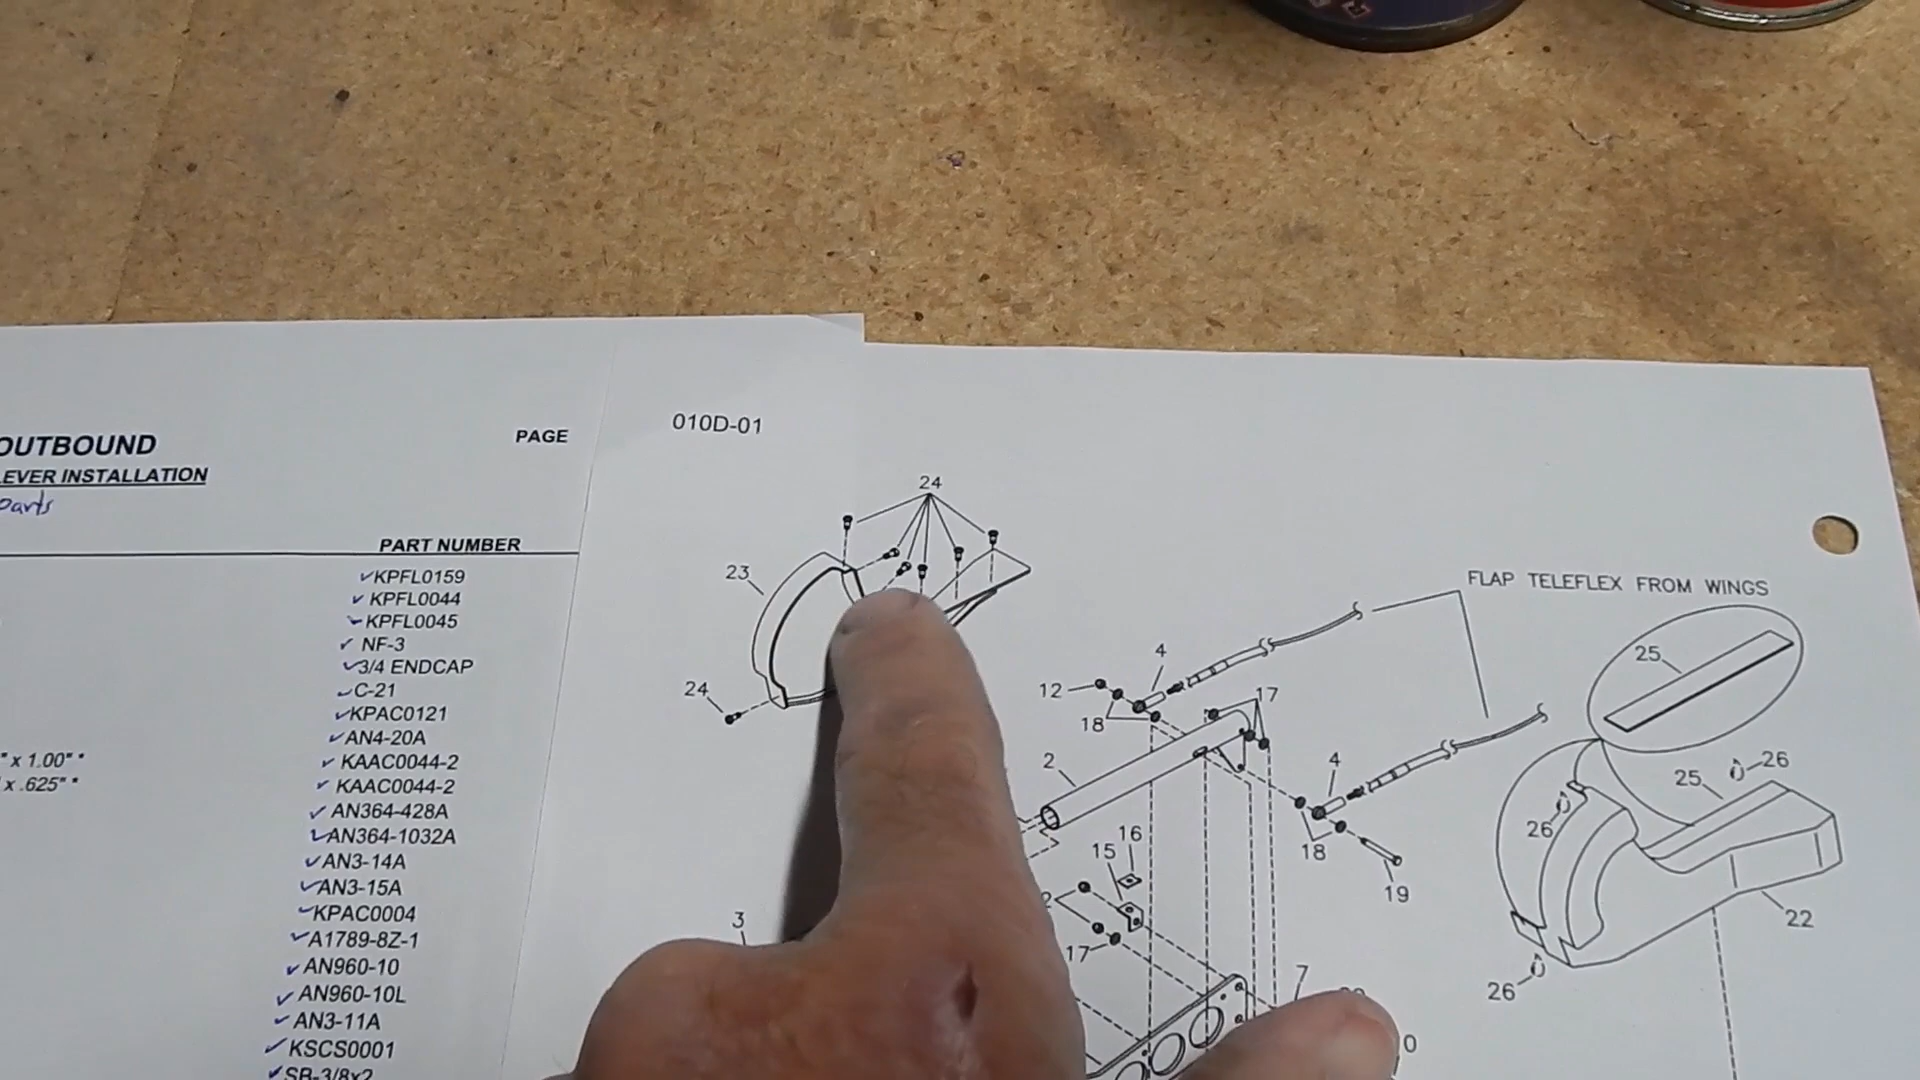 OUTBOUND
PAGE
LEVER INSTALLATION
Parts
PART NUMBER
✓KPFL0159
✓ KPFL0044
✓ KPFL0045
✓ NF-3
✓3/4 ENDCAP
✓ C-21
✓KPAC0121
✓ AN4-20A
" x 1.00" *
✓ KAAC0044-2
x .625" *
✓ KAAC0044-2
✓ AN364-428A
✓AN364-1032A
✓ AN3-14A
✓AN3-15A
✓KPAC0004
✓A1789-8Z-1
✓ AN960-10
✓ AN960-10L
✓ AN3-11A
✓ KSCS0001
✓SB-3/8x2
010D-01
24
23
24
FLAP TELEFLEX FROM WINGS
4
12
18
17
2
4
18
19
16
15
17
3
7
25
25
26
26
26
22